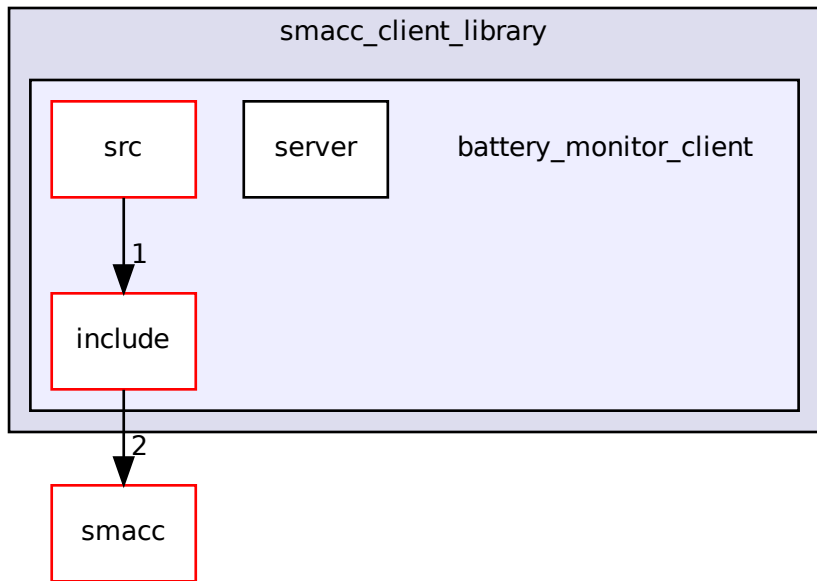 smacc_client_library
src
server
battery_monitor_client
1
include
2
smacc